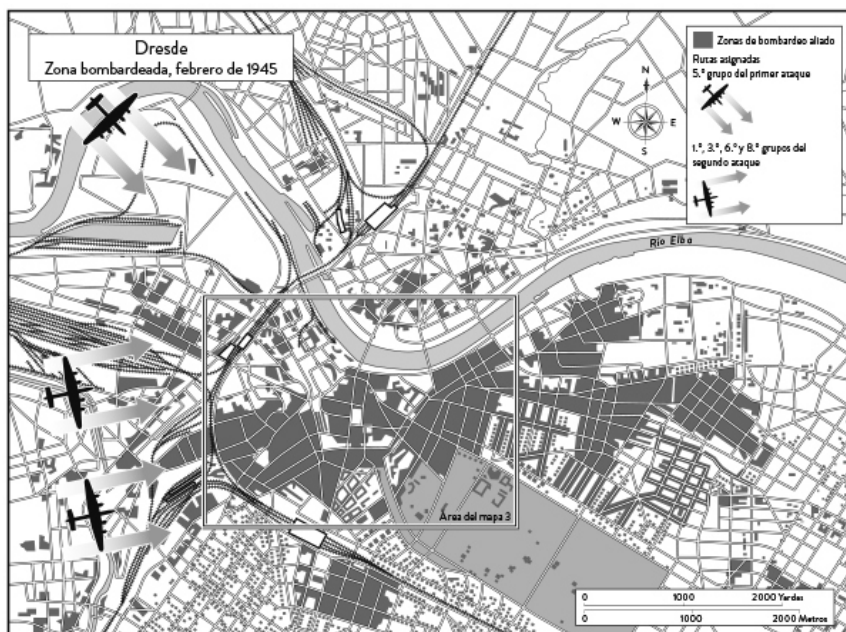 Dresde
Zona bombardeada, febrero de 1945
Zonas de bombardeo aliado
Rutas asignadas
5.º grupo del primer ataque
1.º, 3.º, 6.º y 8.º grupos del
segundo ataque
N
W E
S
Río Elba
Área del mapa 3
0 1000 2000 Yardas
0 1000 2000 Metros